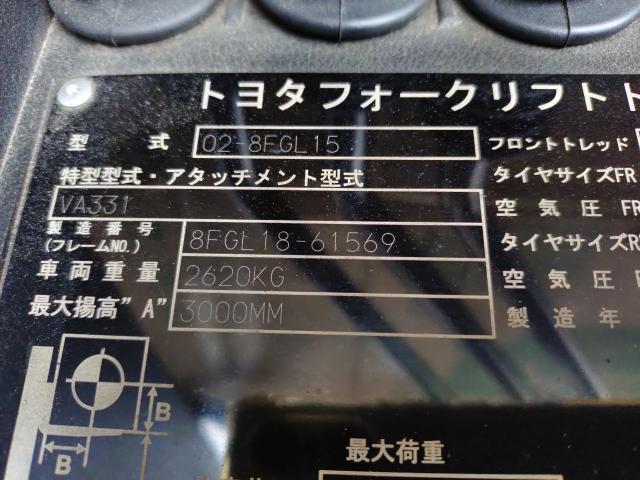 トヨタフォークリフト
型 式 02-8FGL15 フロントトレッド
特型型式・アタッチメント型式 タイヤサイズFR
VA331 空気圧FR
製造番号 8FGL18-61569 タイヤサイズR
(フレームNO.)
車両重量 2620KG 空気圧
最大揚高"A" 3000MM 製造年
B
B
最大荷重